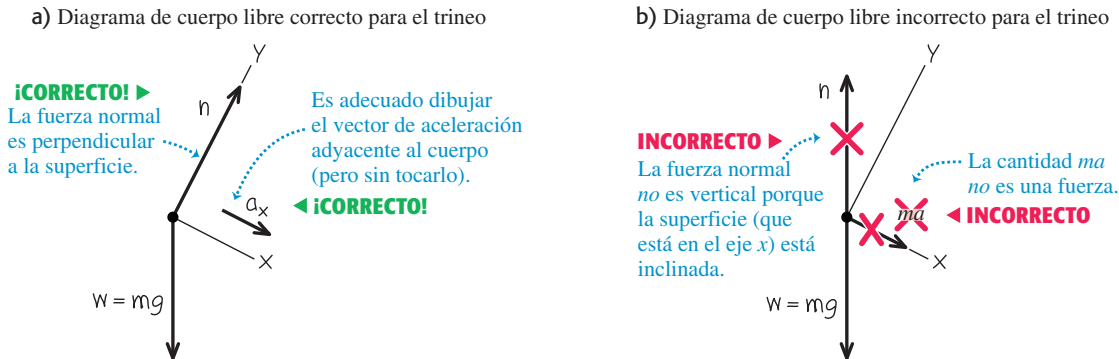 a) Diagrama de cuerpo libre correcto para el trineo
y
¡CORRECTO! ►
La fuerza normal
es perpendicular
a la superficie.
n
Es adecuado dibujar
el vector de aceleración
adyacente al cuerpo
(pero sin tocarlo).
◄ ¡CORRECTO!
ax
x
w = mg
b) Diagrama de cuerpo libre incorrecto para el trineo
y
n
INCORRECTO ►
La fuerza normal
no es vertical porque
la superficie (que
está en el eje x) está
inclinada.
La cantidad ma
no es una fuerza.
◄ INCORRECTO
ma
x
w = mg